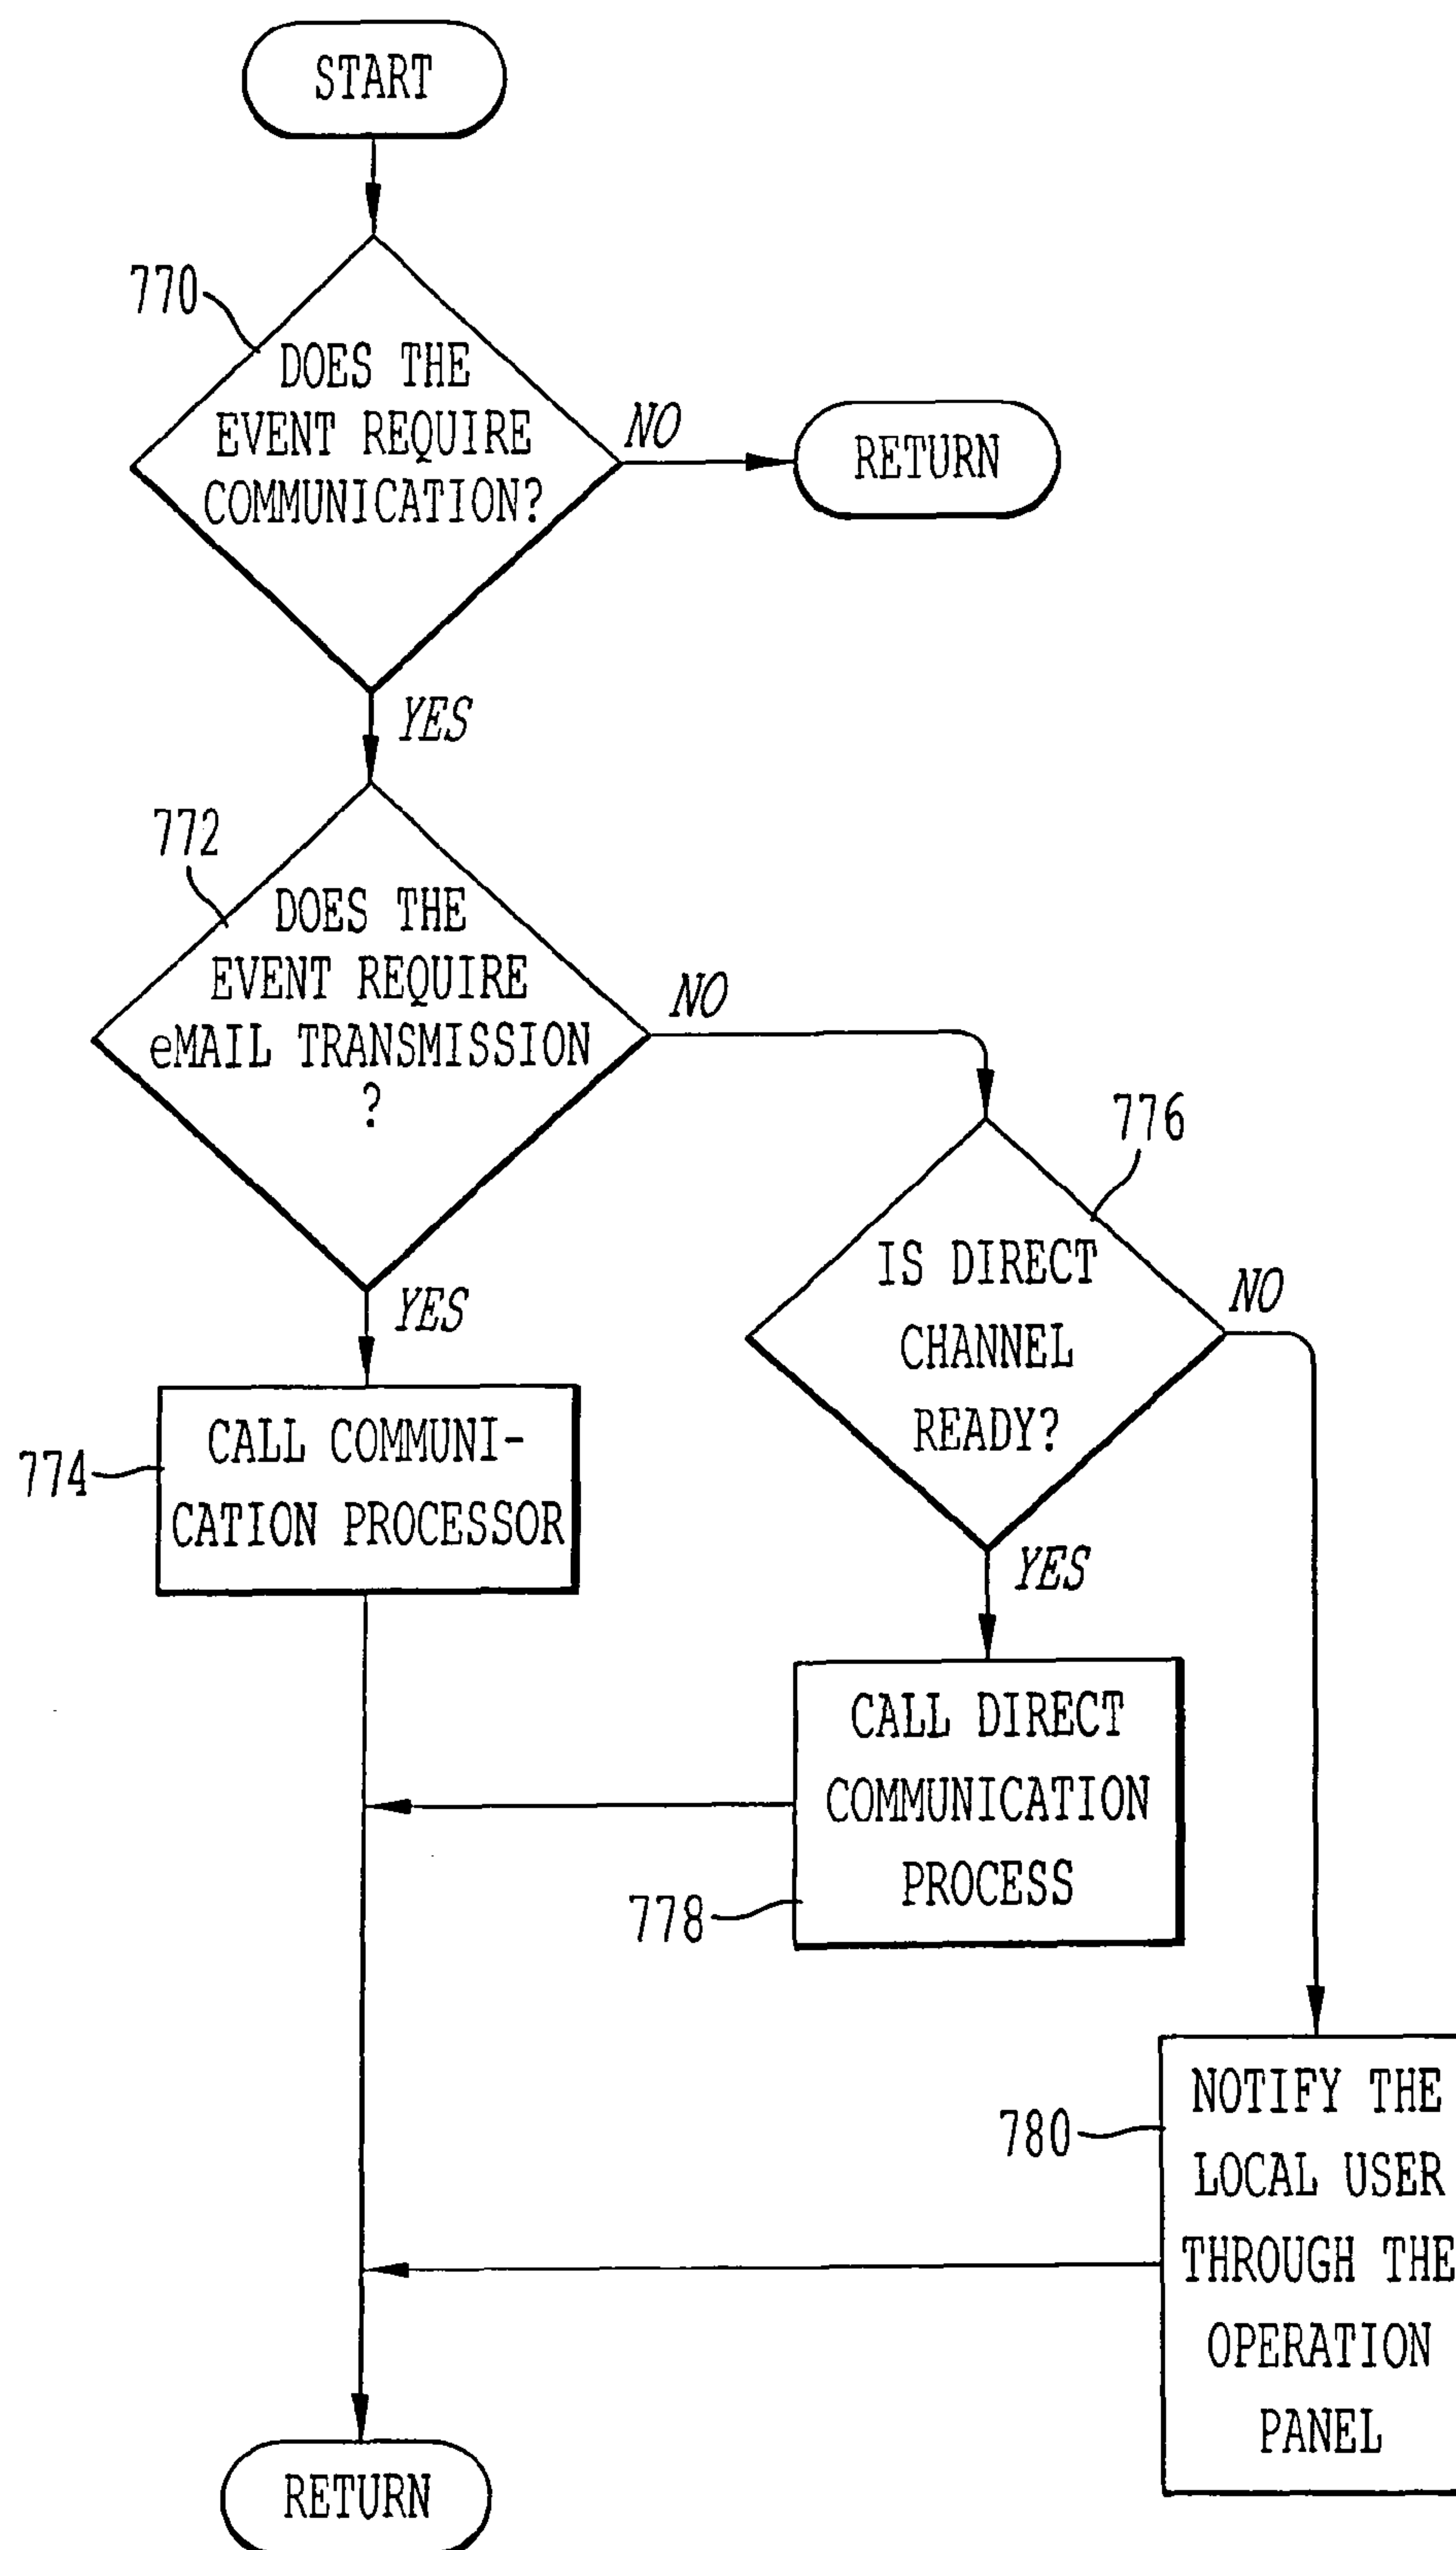 START
770
DOES THE
EVENT REQUIRE
COMMUNICATION?
NO
RETURN
YES
772
DOES THE
EVENT REQUIRE
eMAIL TRANSMISSION
?
NO
YES
776
IS DIRECT
CHANNEL
READY?
NO
YES
774
CALL COMMUNI-
CATION PROCESSOR
CALL DIRECT
COMMUNICATION
PROCESS
778
780
NOTIFY THE
LOCAL USER
THROUGH THE
OPERATION
PANEL
RETURN